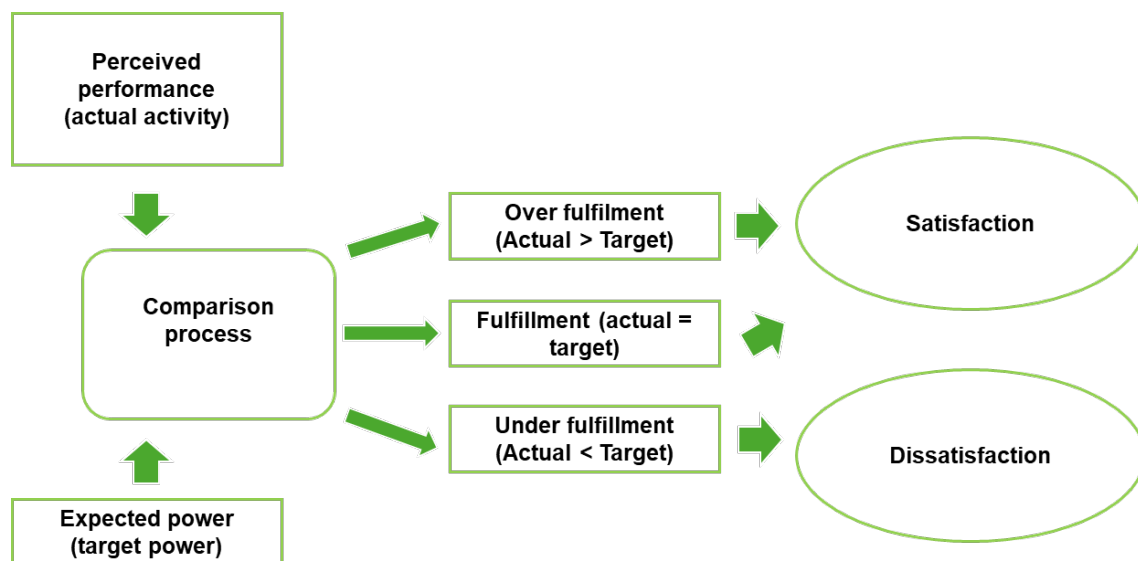 Perceived
performance
(actual activity)
Comparison
process
Expected power
(target power)
Over fulfilment
(Actual > Target)
Fulfillment (actual =
target)
Under fulfillment
(Actual < Target)
Satisfaction
Dissatisfaction